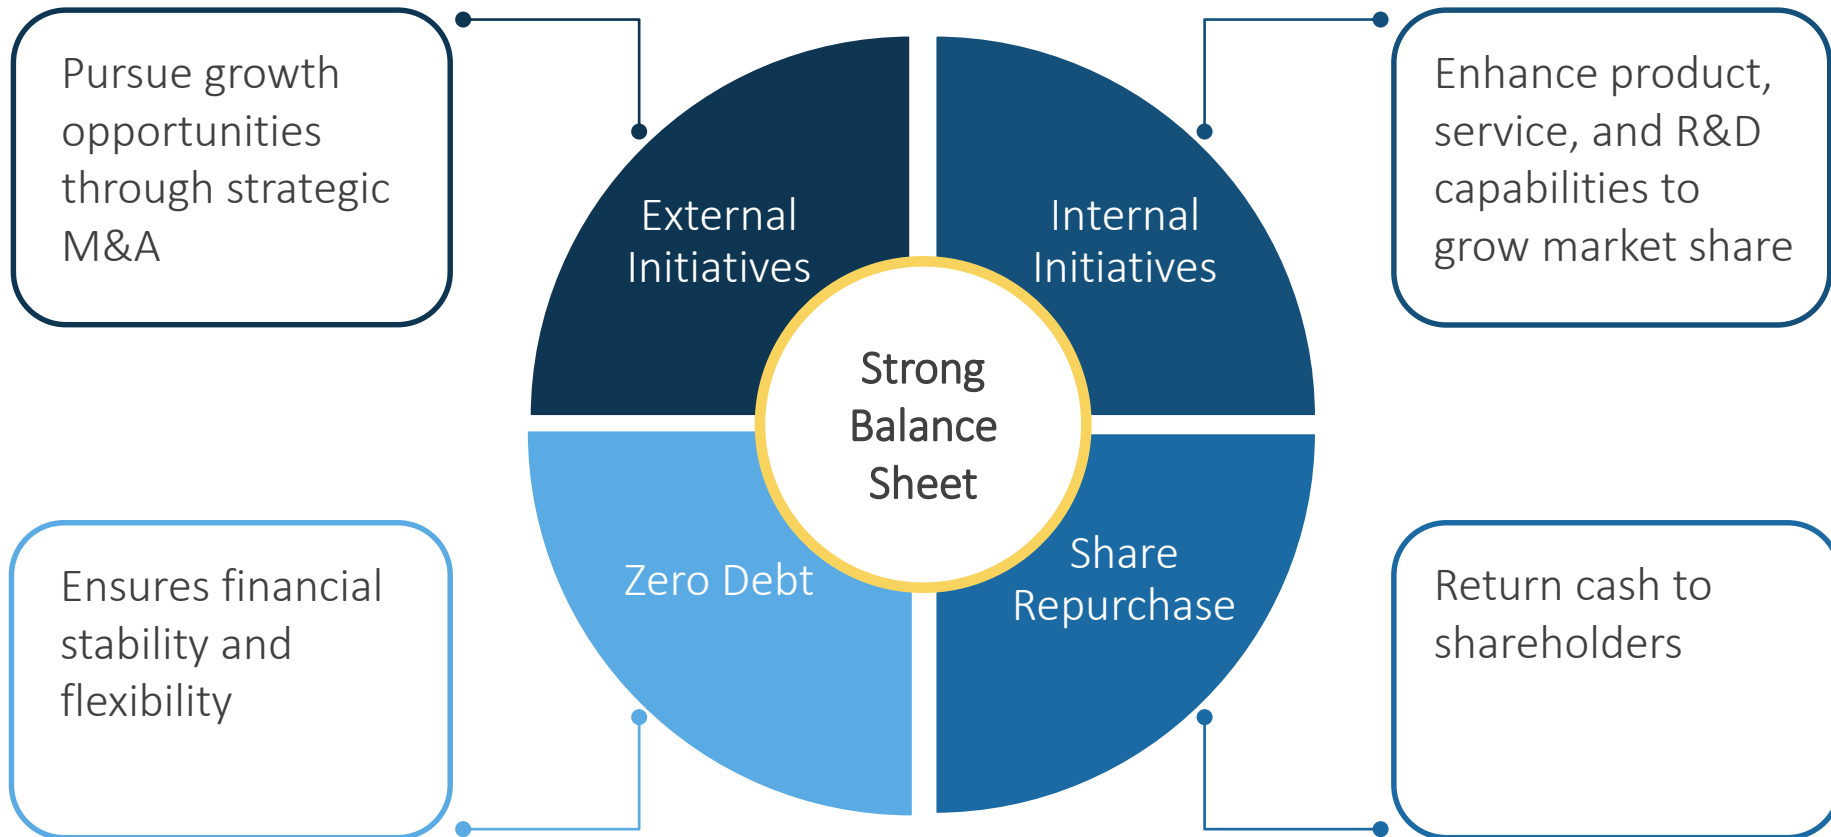 Pursue growth
opportunities
through strategic
M&A
External
Initiatives
Internal
Initiatives
Enhance product,
service, and R&D
capabilities to
grow market share
Strong
Balance
Sheet
Ensures financial
stability and
flexibility
Zero Debt
Share
Repurchase
Return cash to
shareholders